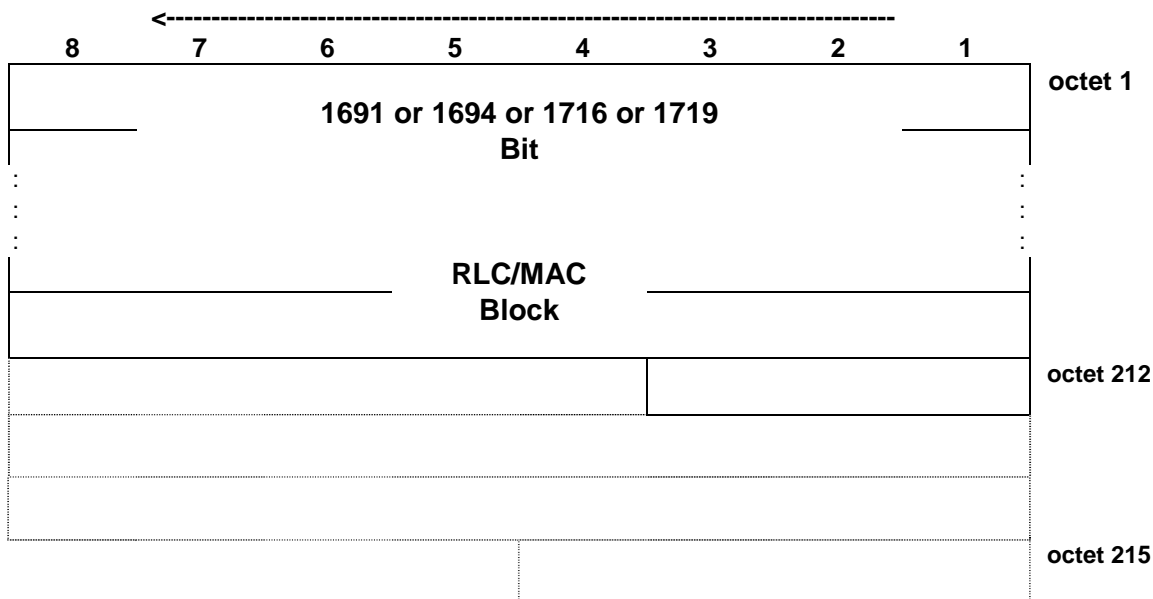 <---------------------------------------------------------------------------------
8 7 6 5 4 3 2 1
octet 1
1691 or 1694 or 1716 or 1719
Bit
: :
: :
: :
RLC/MAC
Block
octet 212
octet 215